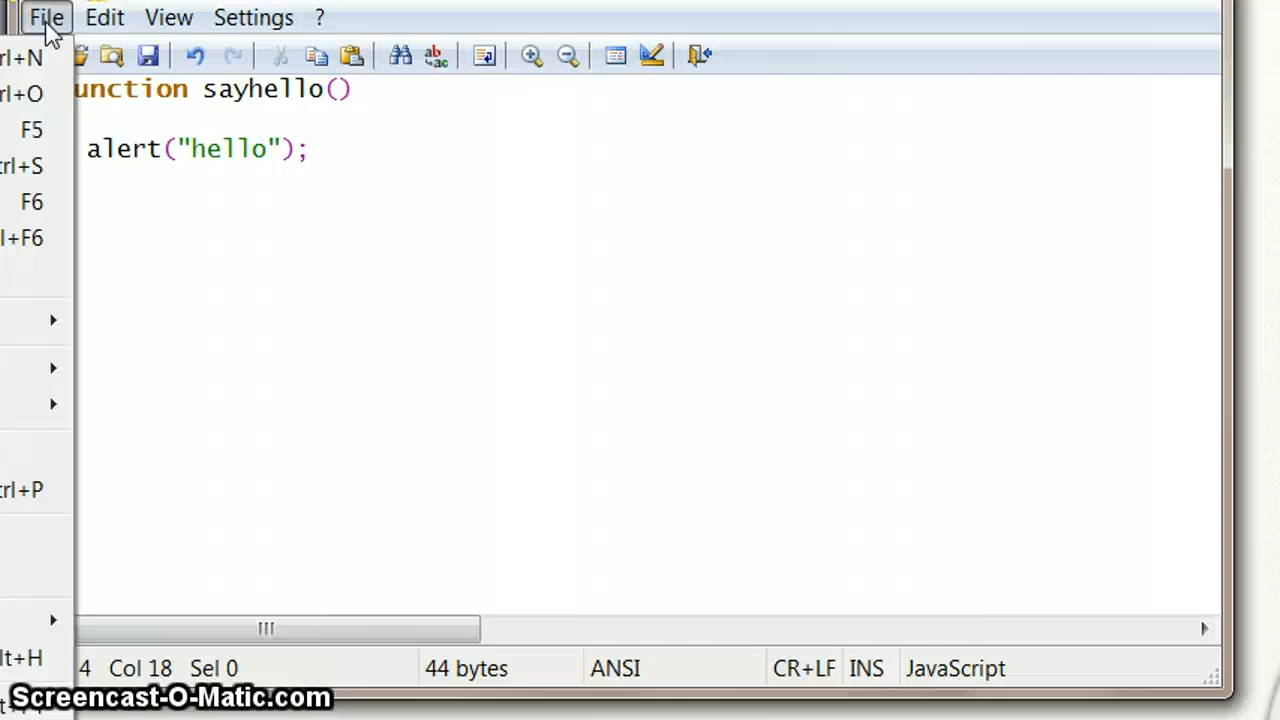 File Edit View Settings ?
rl+N
rl+O
unction sayhello()
F5
alert("hello");
trl+S
F6
l+F6
trl+P
lt+H
4 Col 18 Sel 0 44 bytes ANSI CR+LF INS JavaScript
Screencast-O-Matic.com